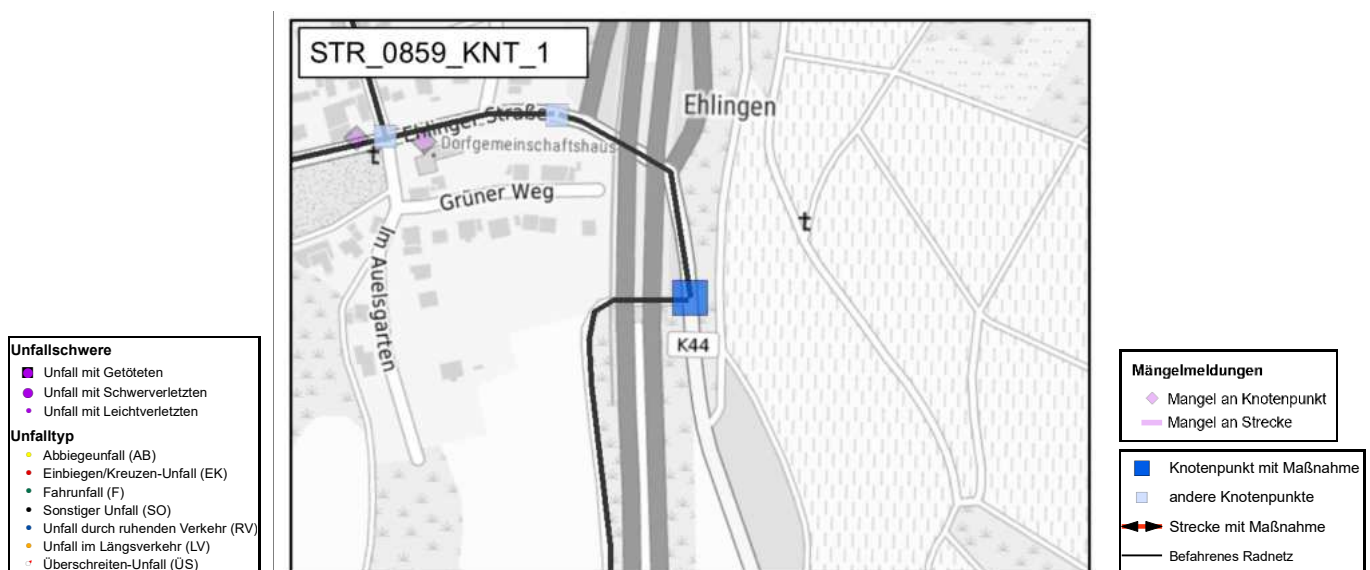 STR_0859_KNT_1
Ehlingen
Ehlinger Straße
Dorfgemeinschaftshaus
Grüner Weg
Im Auelsgarten
K44
Unfallschwere
Unfall mit Getöteten
Unfall mit Schwerverletzten
Unfall mit Leichtverletzten
Unfalltyp
Abbiegeunfall (AB)
Einbiegen/Kreuzen-Unfall (EK)
Fahrunfall (F)
Sonstiger Unfall (SO)
Unfall durch ruhenden Verkehr (RV)
Unfall im Längsverkehr (LV)
Überschreiten-Unfall (ÜS)
Mängelmeldungen
Mangel an Knotenpunkt
Mangel an Strecke
Knotenpunkt mit Maßnahme
andere Knotenpunkte
Strecke mit Maßnahme
Befahrenes Radnetz